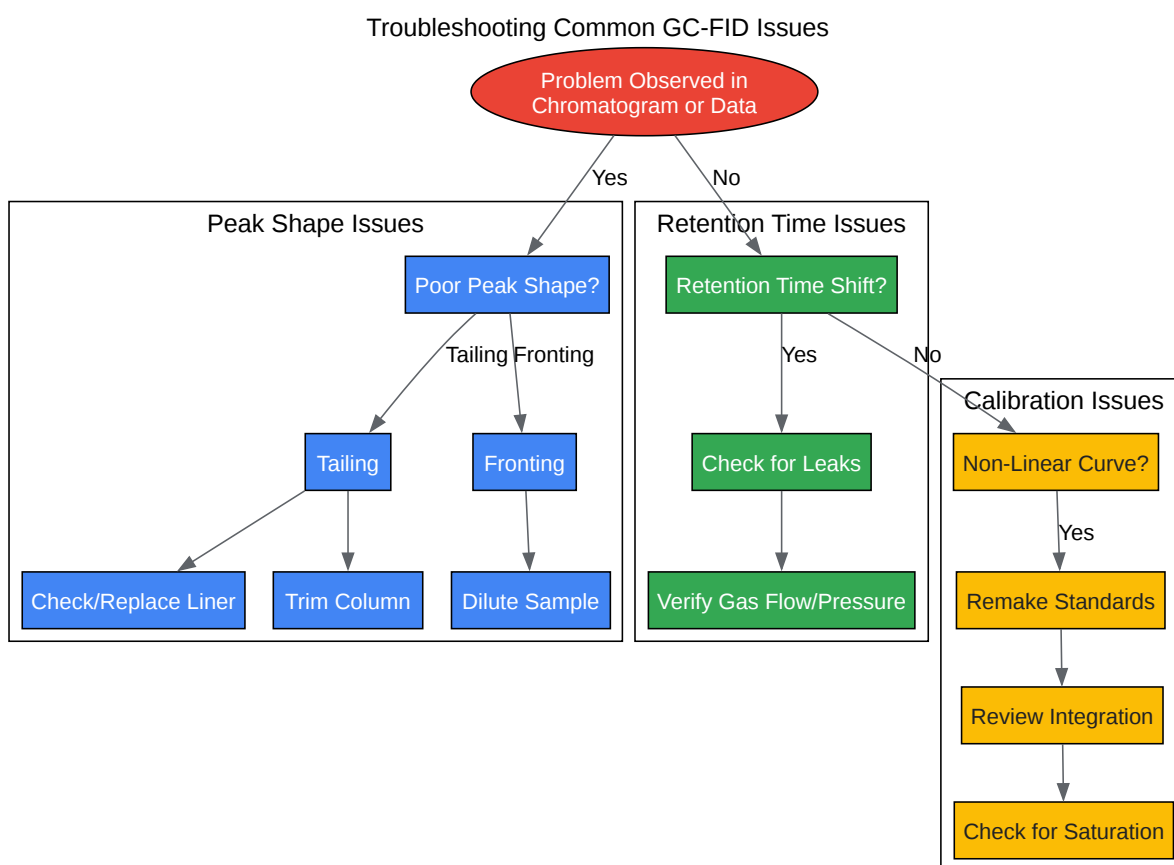 Troubleshooting Common GC-FID Issues
Problem Observed in
Chromatogram or Data
Yes
No
Peak Shape Issues
Retention Time Issues
Poor Peak Shape?
Retention Time Shift?
Tailing
Fronting
Yes
No
Calibration Issues
Tailing
Fronting
Check for Leaks
Non-Linear Curve?
Yes
Check/Replace Liner
Trim Column
Dilute Sample
Verify Gas Flow/Pressure
Remake Standards
Review Integration
Check for Saturation